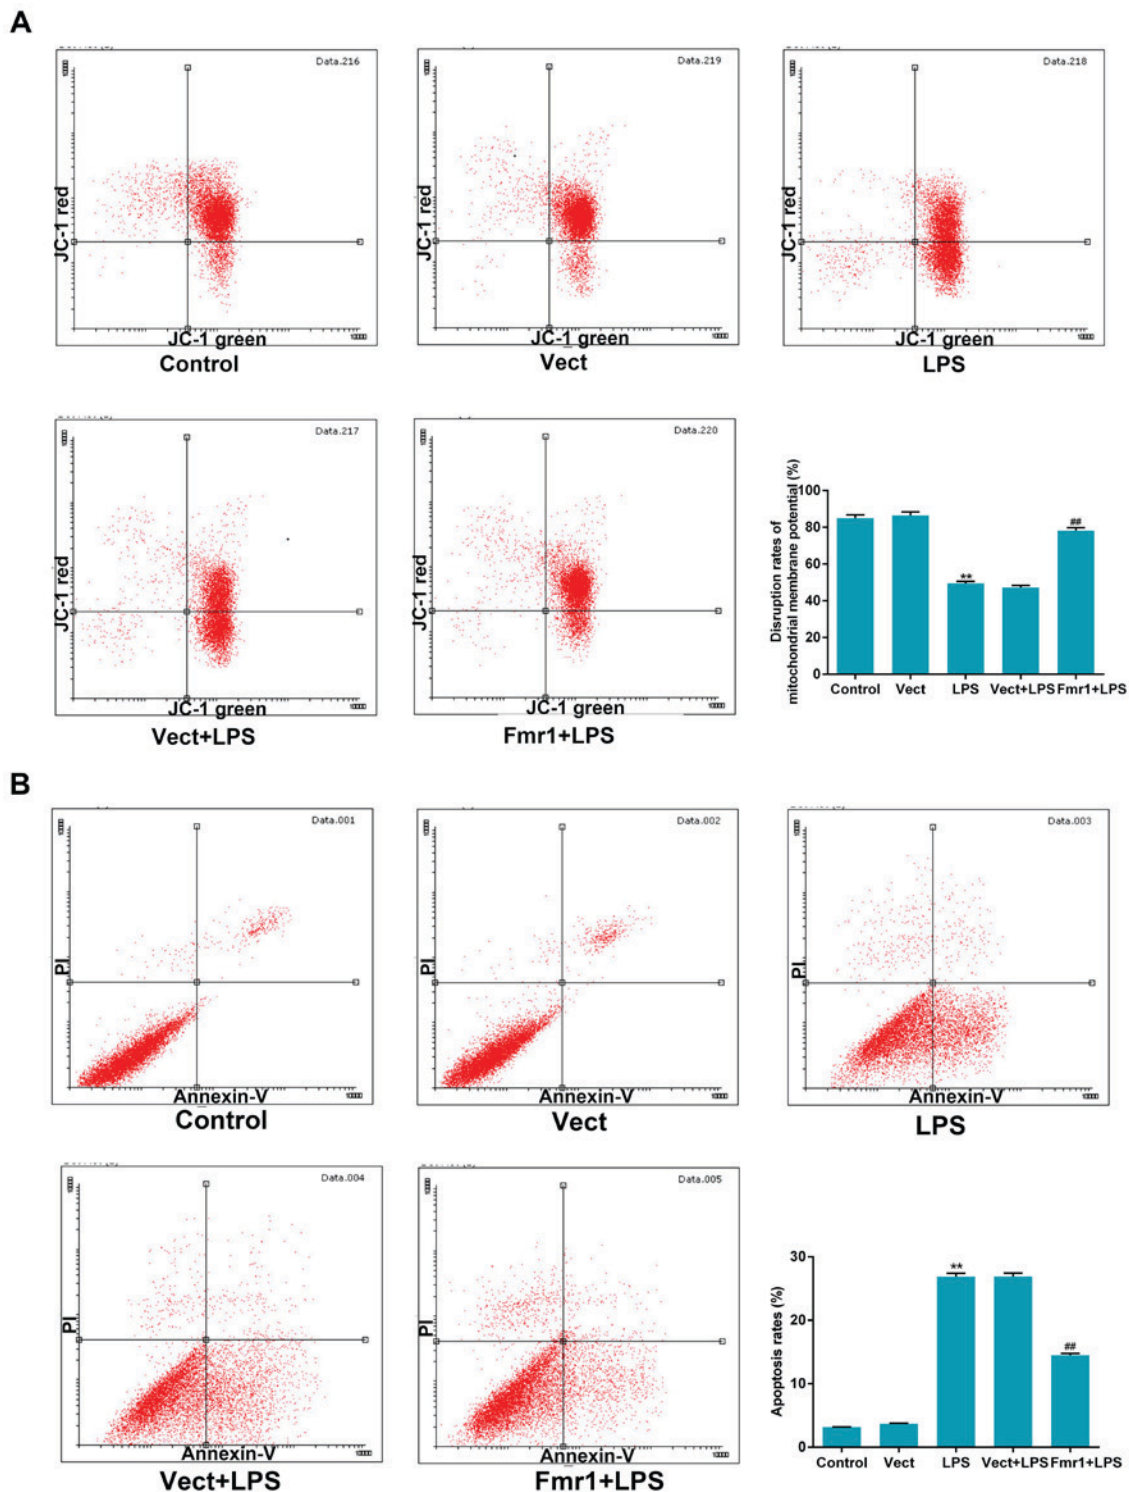 A
Data.216
JC-1 red
JC-1 green
Control
Data.219
JC-1 red
JC-1 green
Vect
Data.218
JC-1 red
JC-1 green
LPS
Data.217
JC-1 red
JC-1 green
Vect+LPS
Data.220
JC-1 red
JC-1 green
Fmr1+LPS
Disruption rates of
mitochondrial membrane potential (%)
100
80
60
40
20
0
**
##
Control Vect LPS Vect+LPS Fmr1+LPS
B
Data.001
PI
Annexin-V
Control
Data.002
PI
Annexin-V
Vect
Data.003
PI
Annexin-V
LPS
Data.004
PI
Annexin-V
Vect+LPS
Data.005
PI
Annexin-V
Fmr1+LPS
Apoptosis rates (%)
30
20
10
0
**
##
Control Vect LPS Vect+LPS Fmr1+LPS